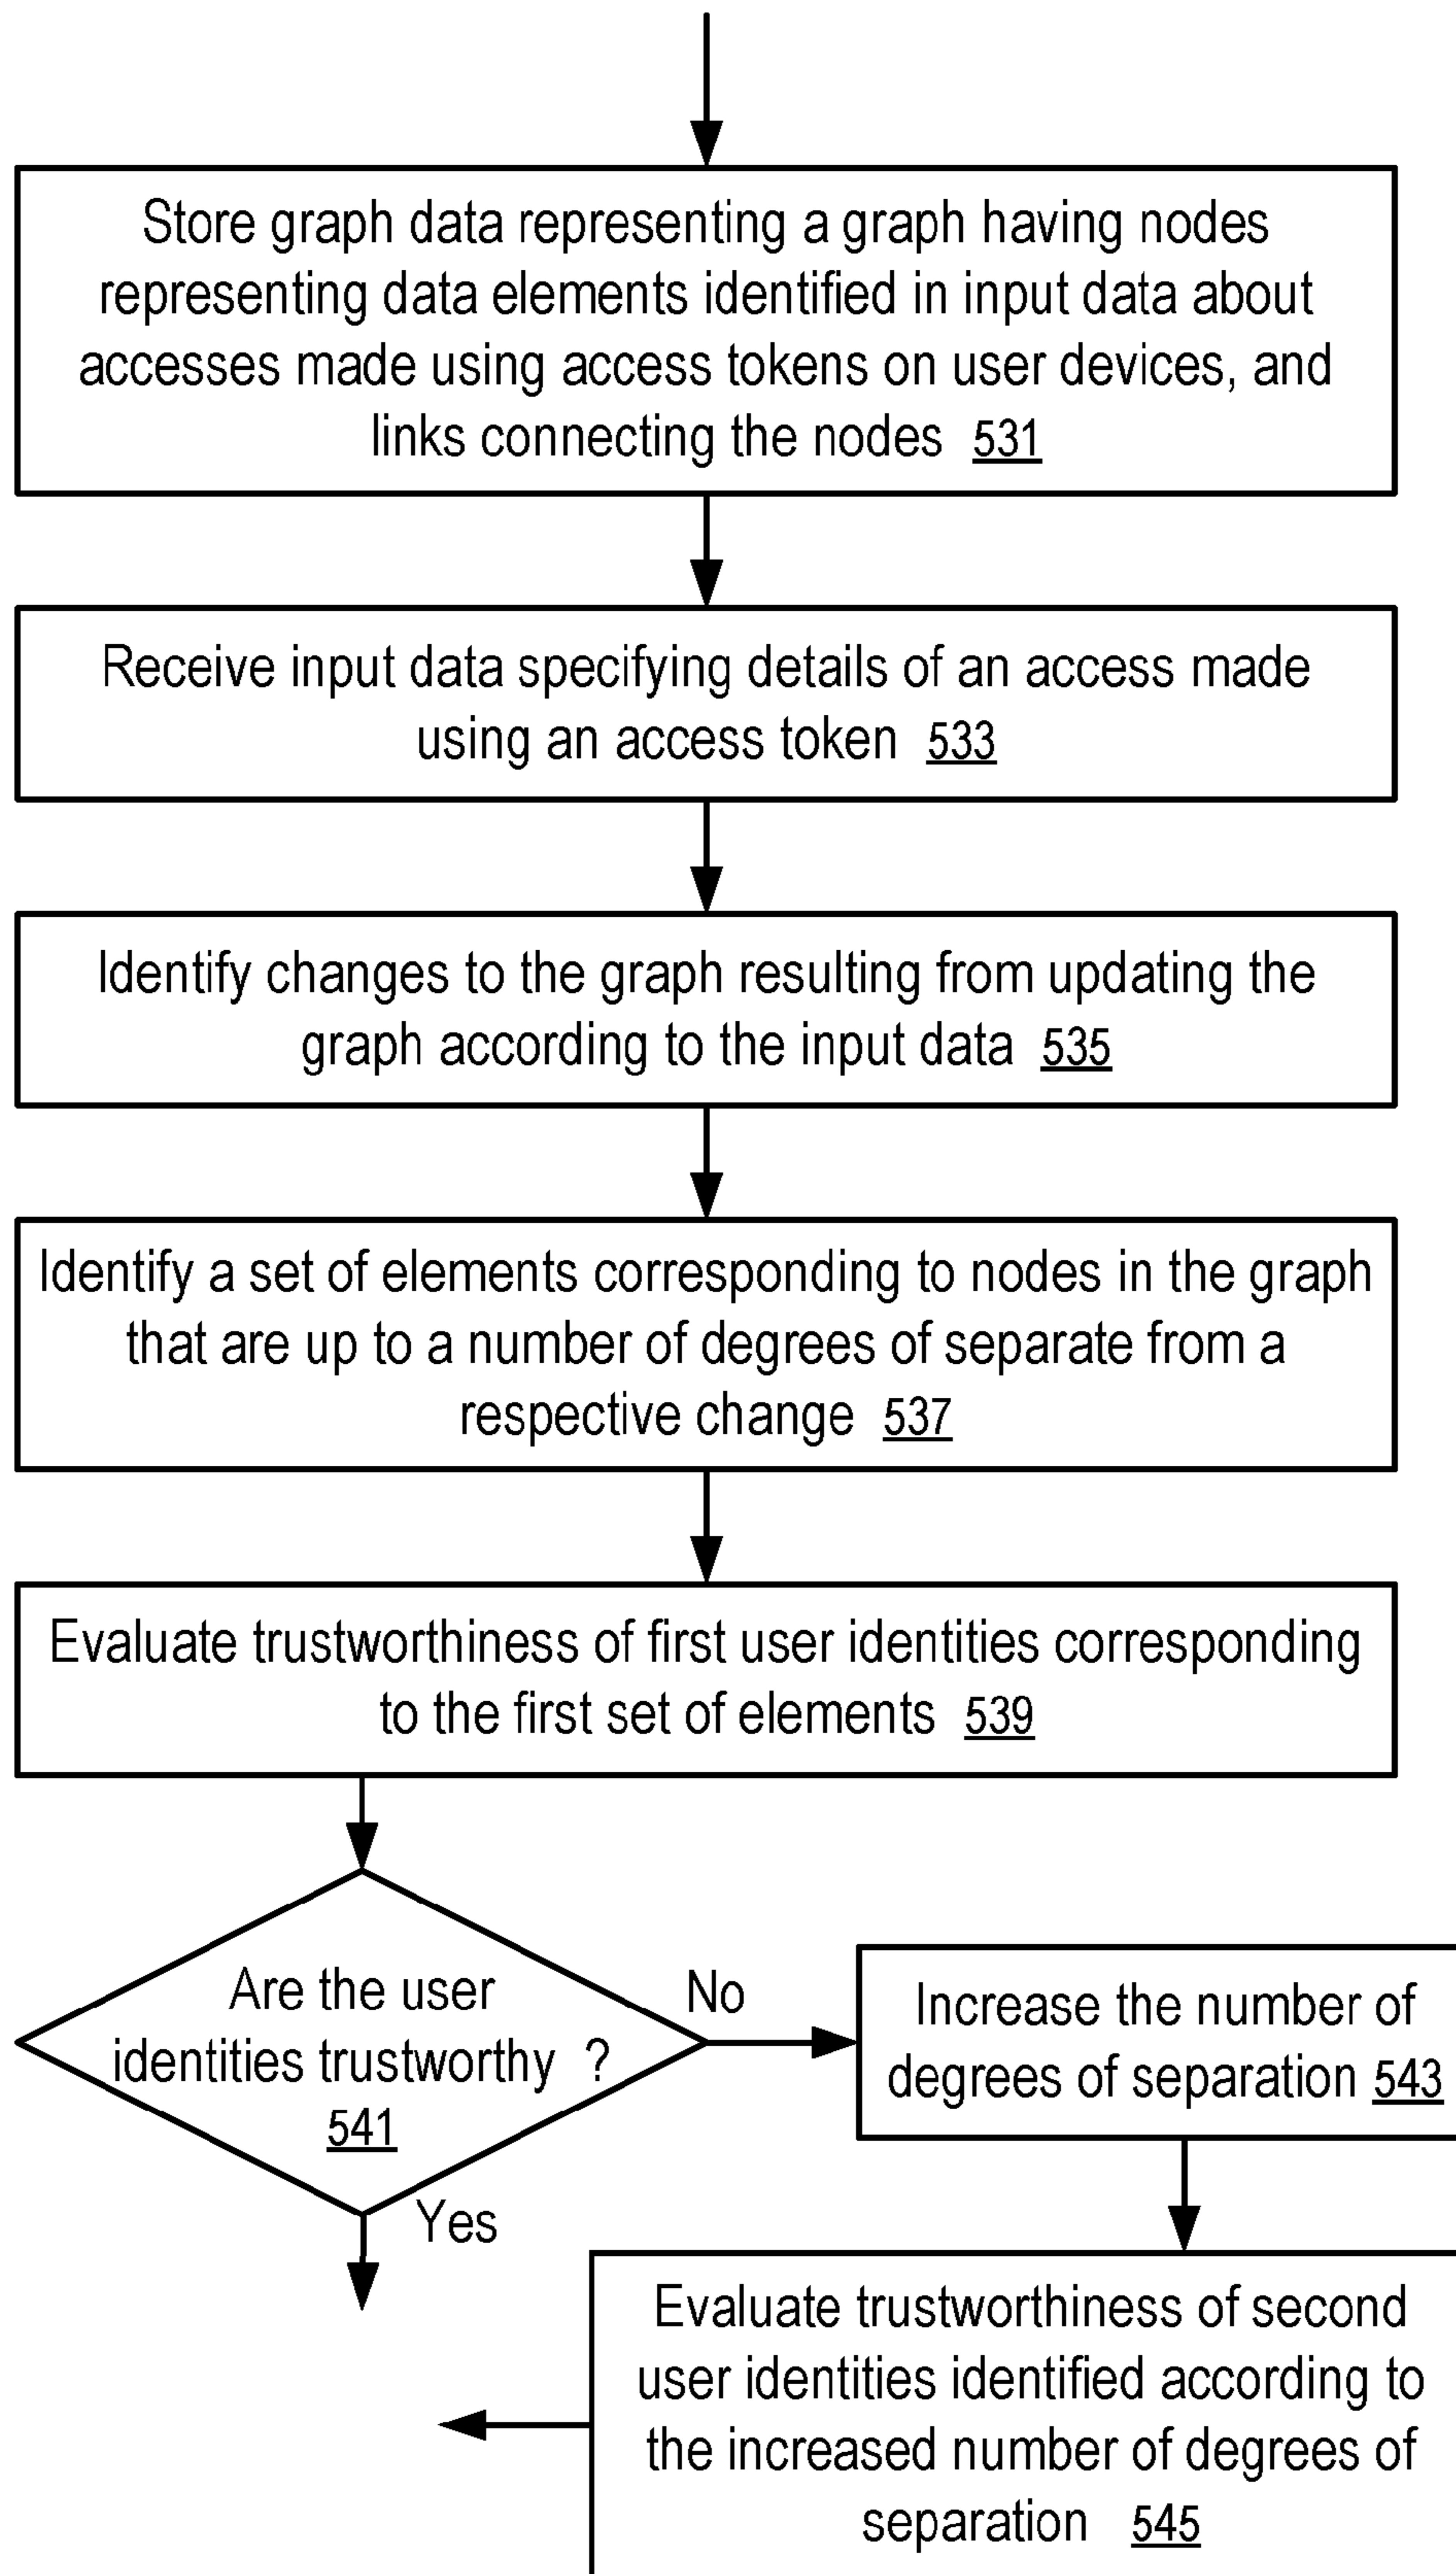 Store graph data representing a graph having nodes
representing data elements identified in input data about
accesses made using access tokens on user devices, and
links connecting the nodes 531
Receive input data specifying details of an access made
using an access token 533
Identify changes to the graph resulting from updating the
graph according to the input data 535
Identify a set of elements corresponding to nodes in the graph
that are up to a number of degrees of separate from a
respective change 537
Evaluate trustworthiness of first user identities corresponding
to the first set of elements 539
Are the user
identities trustworthy ?
541
No
Yes
Increase the number of
degrees of separation 543
Evaluate trustworthiness of second
user identities identified according to
the increased number of degrees of
separation 545